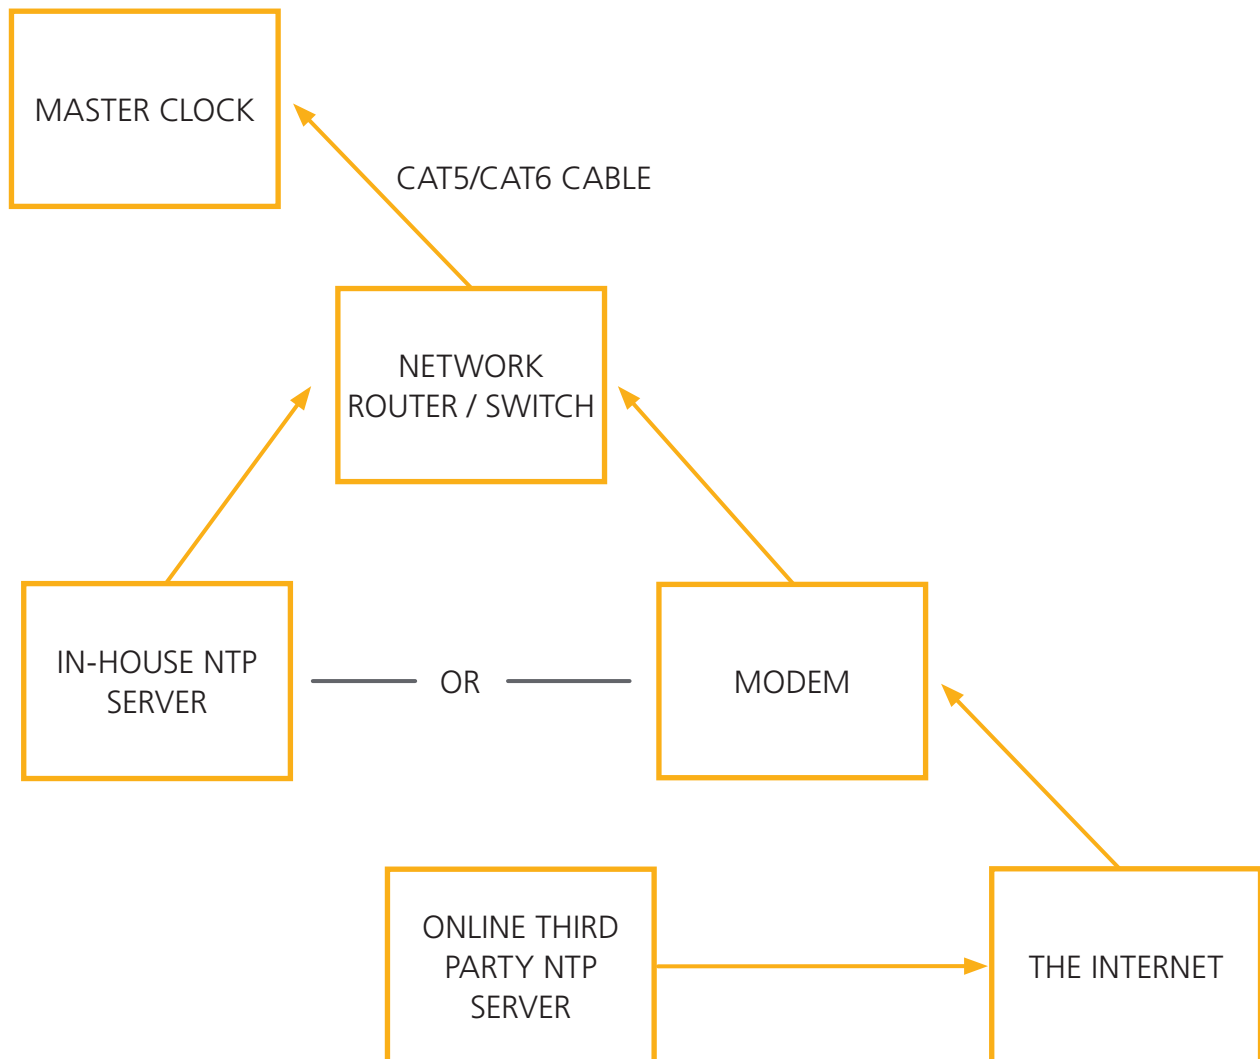 MASTER CLOCK
CAT5/CAT6 CABLE
NETWORK
ROUTER / SWITCH
IN-HOUSE NTP
SERVER
OR
MODEM
ONLINE THIRD
PARTY NTP
SERVER
THE INTERNET